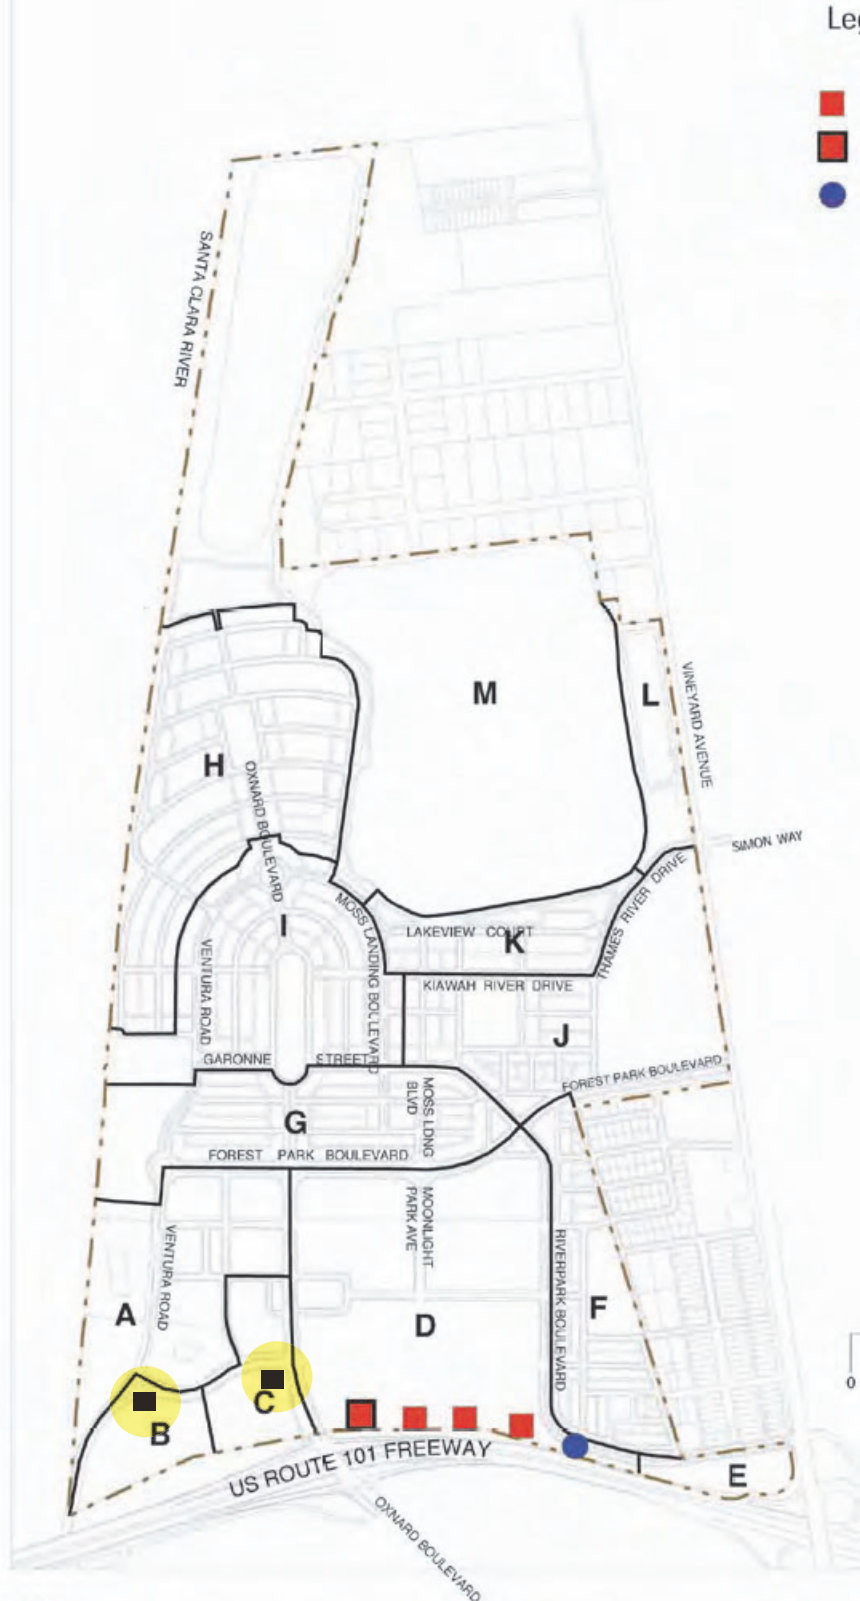 Leg
SANTA CLARA RIVER
M
L
VINEYARD AVENUE
H
OXNARD BOULEVARD
SIMON WAY
THAMES RIVER DRIVE
MOSS LANDING BOULEVARD
I
LAKEVIEW COURT
K
VENTURA ROAD
KIAWAH RIVER DRIVE
J
GARONNE STREET
FOREST PARK BOULEVARD
MOSS LDNG
BLVD
G
FOREST PARK BOULEVARD
MOONLIGHT
PARK AVE
VENTURA ROAD
RIVERPARK BOULEVARD
A
D
F
0
C
B
US ROUTE 101 FREEWAY
E
OXNARD BOULEVARD